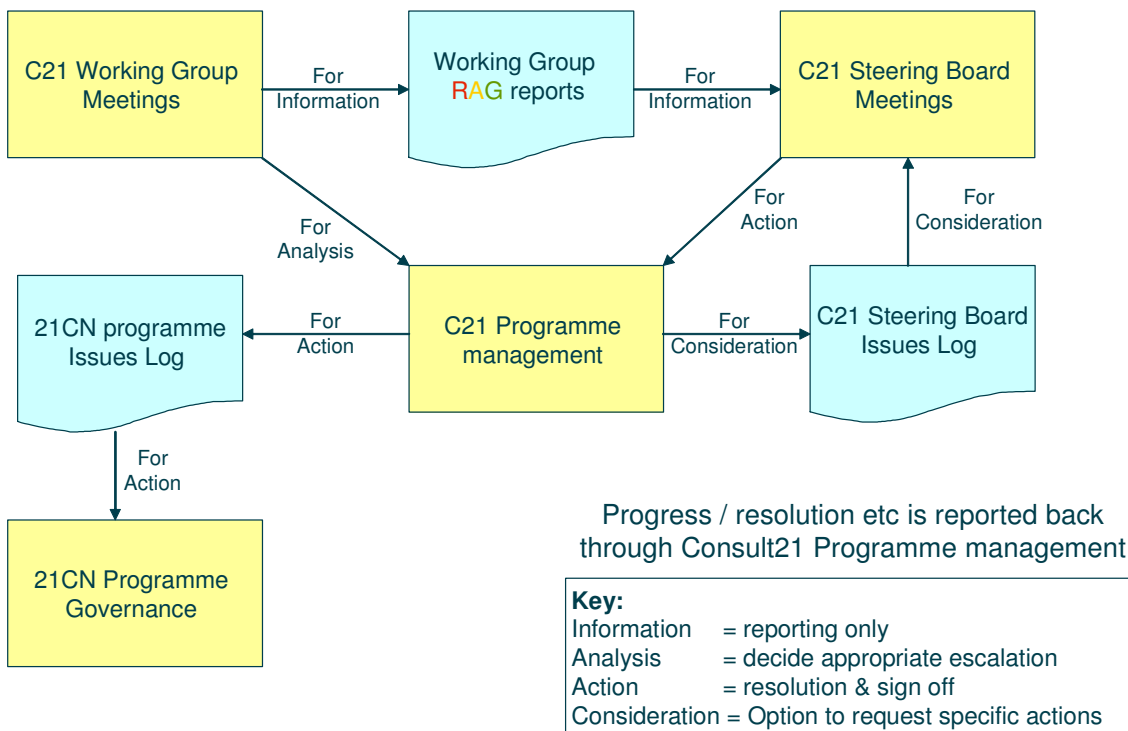 C21 Working Group
Meetings
For
Information
Working Group
RAG reports
For
Information
C21 Steering Board
Meetings
For
Analysis
For
Action
For
Consideration
21CN programme
Issues Log
For
Action
C21 Programme
management
For
Consideration
C21 Steering Board
Issues Log
For
Action
21CN Programme
Governance
Progress / resolution etc is reported back
through Consult21 Programme management
Key:
Information = reporting only
Analysis = decide appropriate escalation
Action = resolution & sign off
Consideration = Option to request specific actions